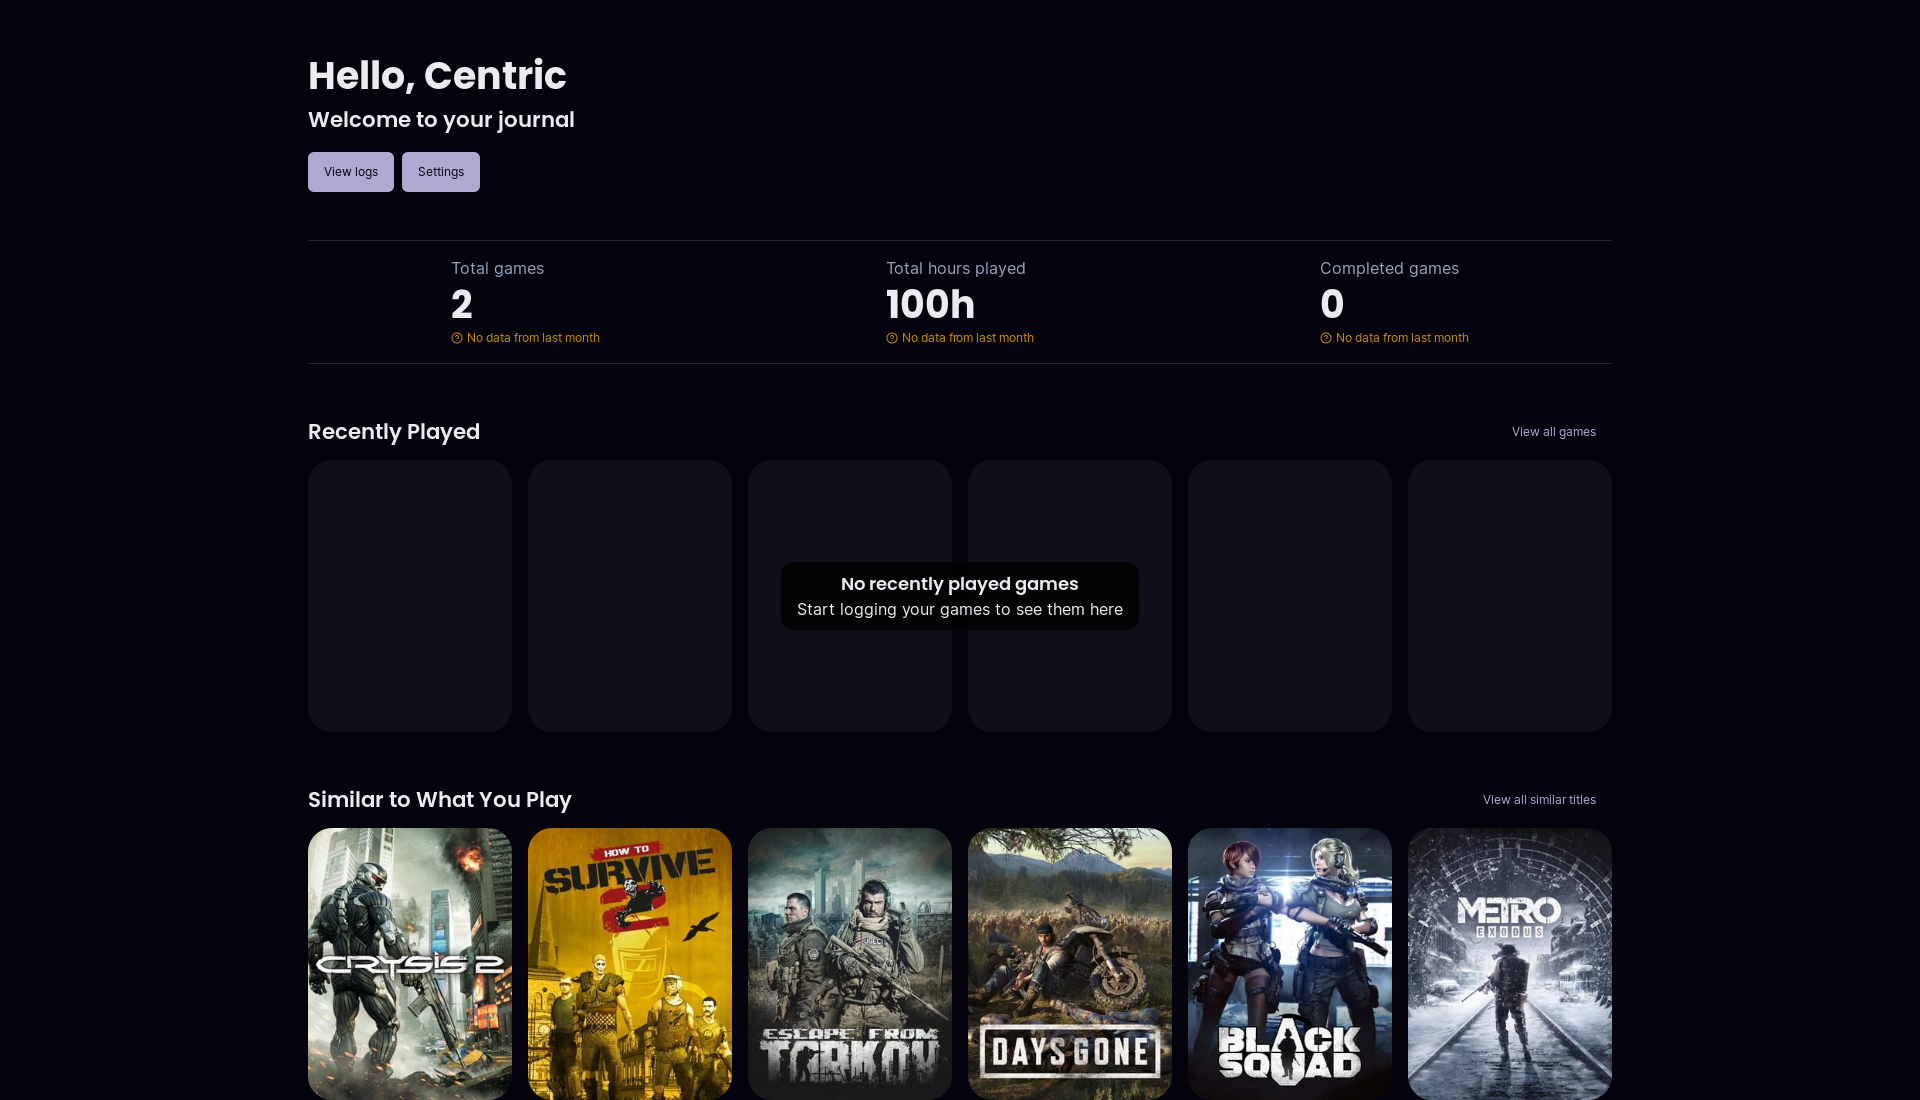 Hello, Centric
Welcome to your journal
View logs
Settings
Total games
2
No data from last month
Total hours played
100h
No data from last month
Completed games
0
No data from last month
Recently Played
View all games
No recently played games
Start logging your games to see them here
Similar to What You Play
View all similar titles
CRYSIS 2
HOW TO
SURVIVE
2
USEC
ESCAPE FROM
TARKOV
DAYS GONE
BLACK
SQUAD
METRO
EXODUS